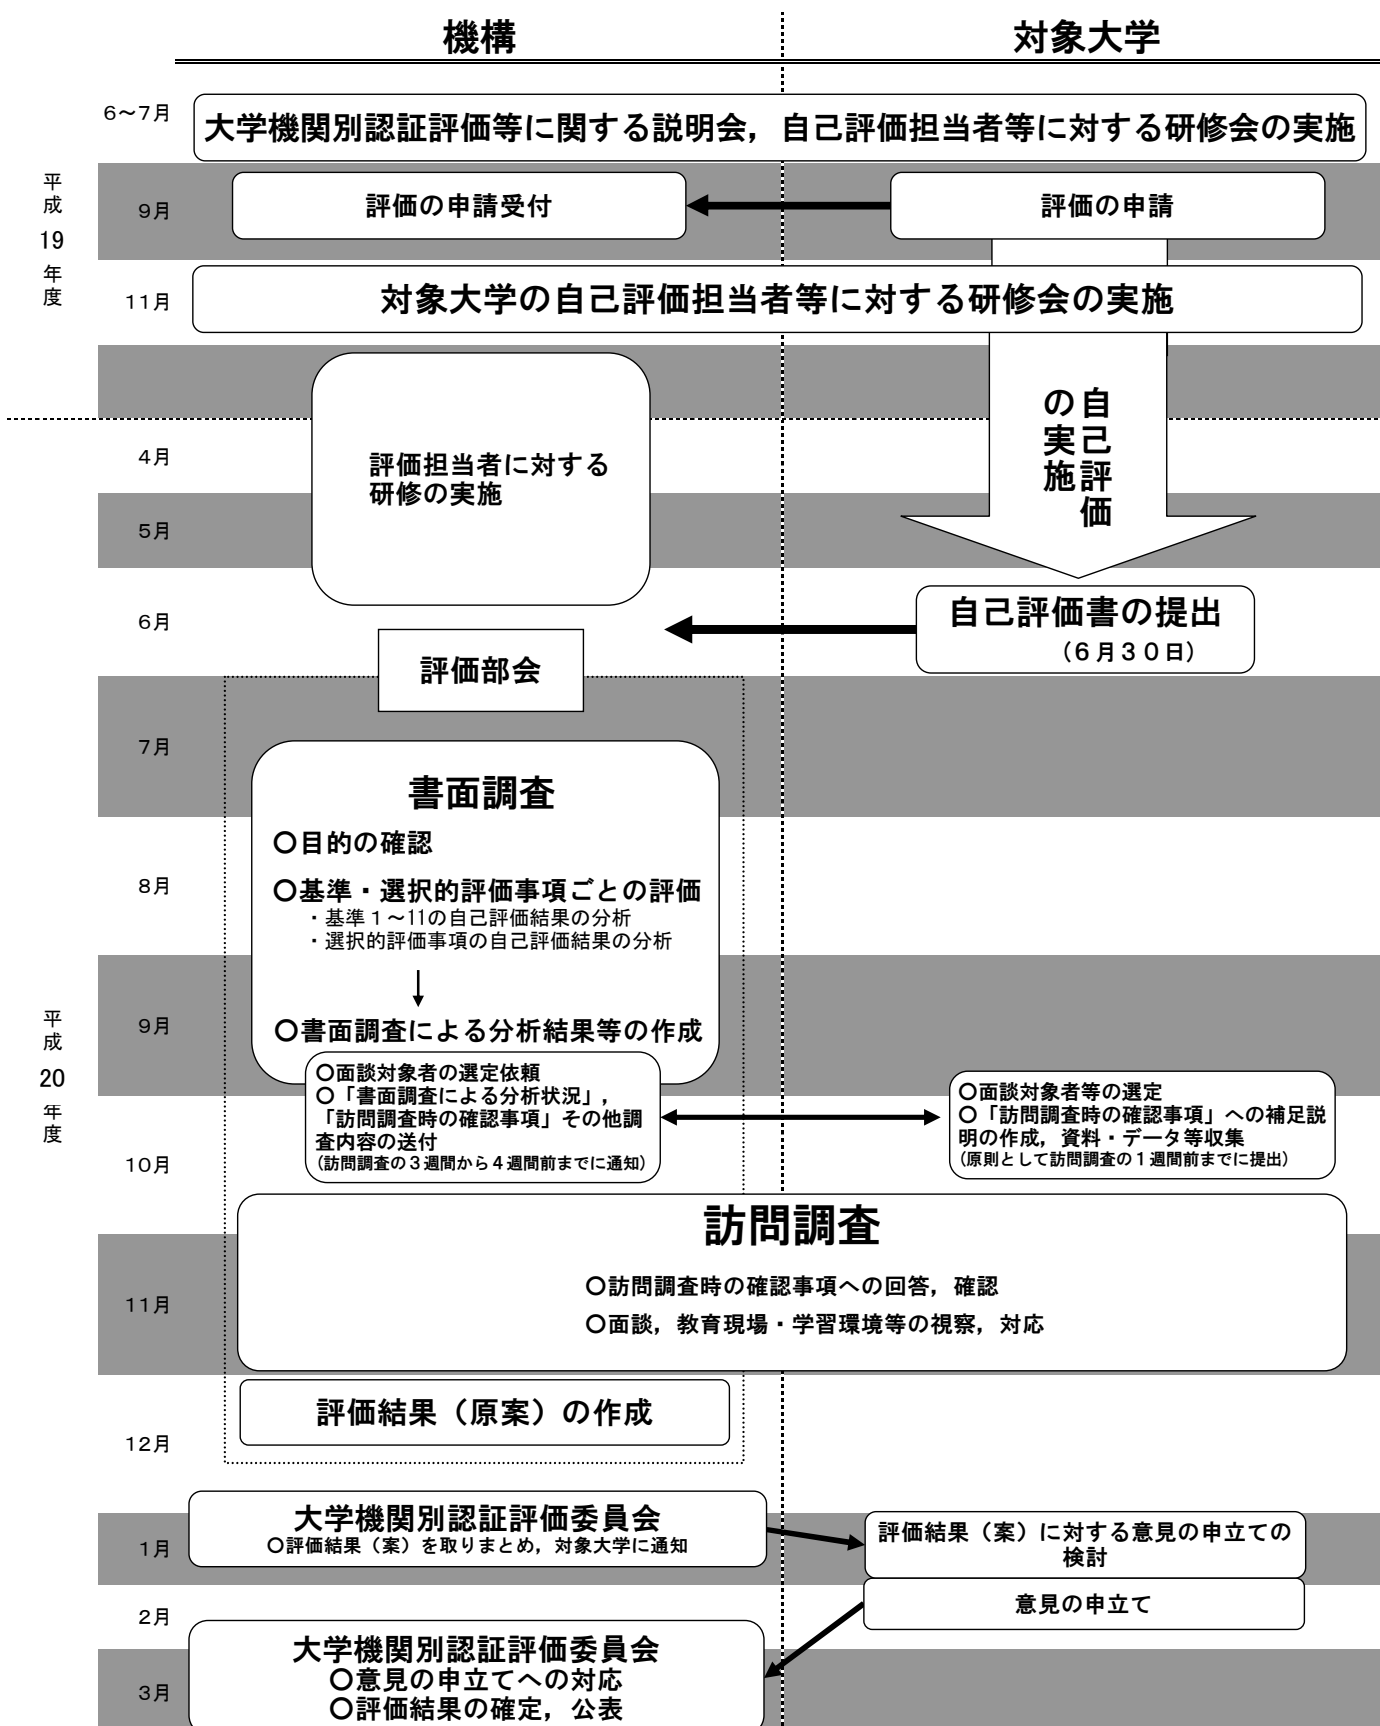 機構
対象大学
6～7月
大学機関別認証評価等に関する説明会，自己評価担当者等に対する研修会の実施
平成19年度
9月
評価の申請受付
評価の申請
11月
対象大学の自己評価担当者等に対する研修会の実施
自己評価
の実施
4月
評価担当者に対する
研修の実施
5月
6月
自己評価書の提出
（６月３０日）
評価部会
7月
書面調査
○目的の確認
8月
○基準・選択的評価事項ごとの評価
・基準１～11の自己評価結果の分析
・選択的評価事項の自己評価結果の分析
平成20年度
9月
○書面調査による分析結果等の作成
○面談対象者の選定依頼
○「書面調査による分析状況」，
「訪問調査時の確認事項」その他調
査内容の送付
(訪問調査の３週間から４週間前までに通知)
○面談対象者等の選定
○「訪問調査時の確認事項」への補足説
明の作成，資料・データ等収集
(原則として訪問調査の１週間前までに提出)
10月
訪問調査
○訪問調査時の確認事項への回答，確認
11月
○面談，教育現場・学習環境等の視察，対応
評価結果（原案）の作成
12月
大学機関別認証評価委員会
○評価結果（案）を取りまとめ，対象大学に通知
1月
評価結果（案）に対する意見の申立ての
検討
意見の申立て
2月
大学機関別認証評価委員会
○意見の申立てへの対応
○評価結果の確定，公表
3月